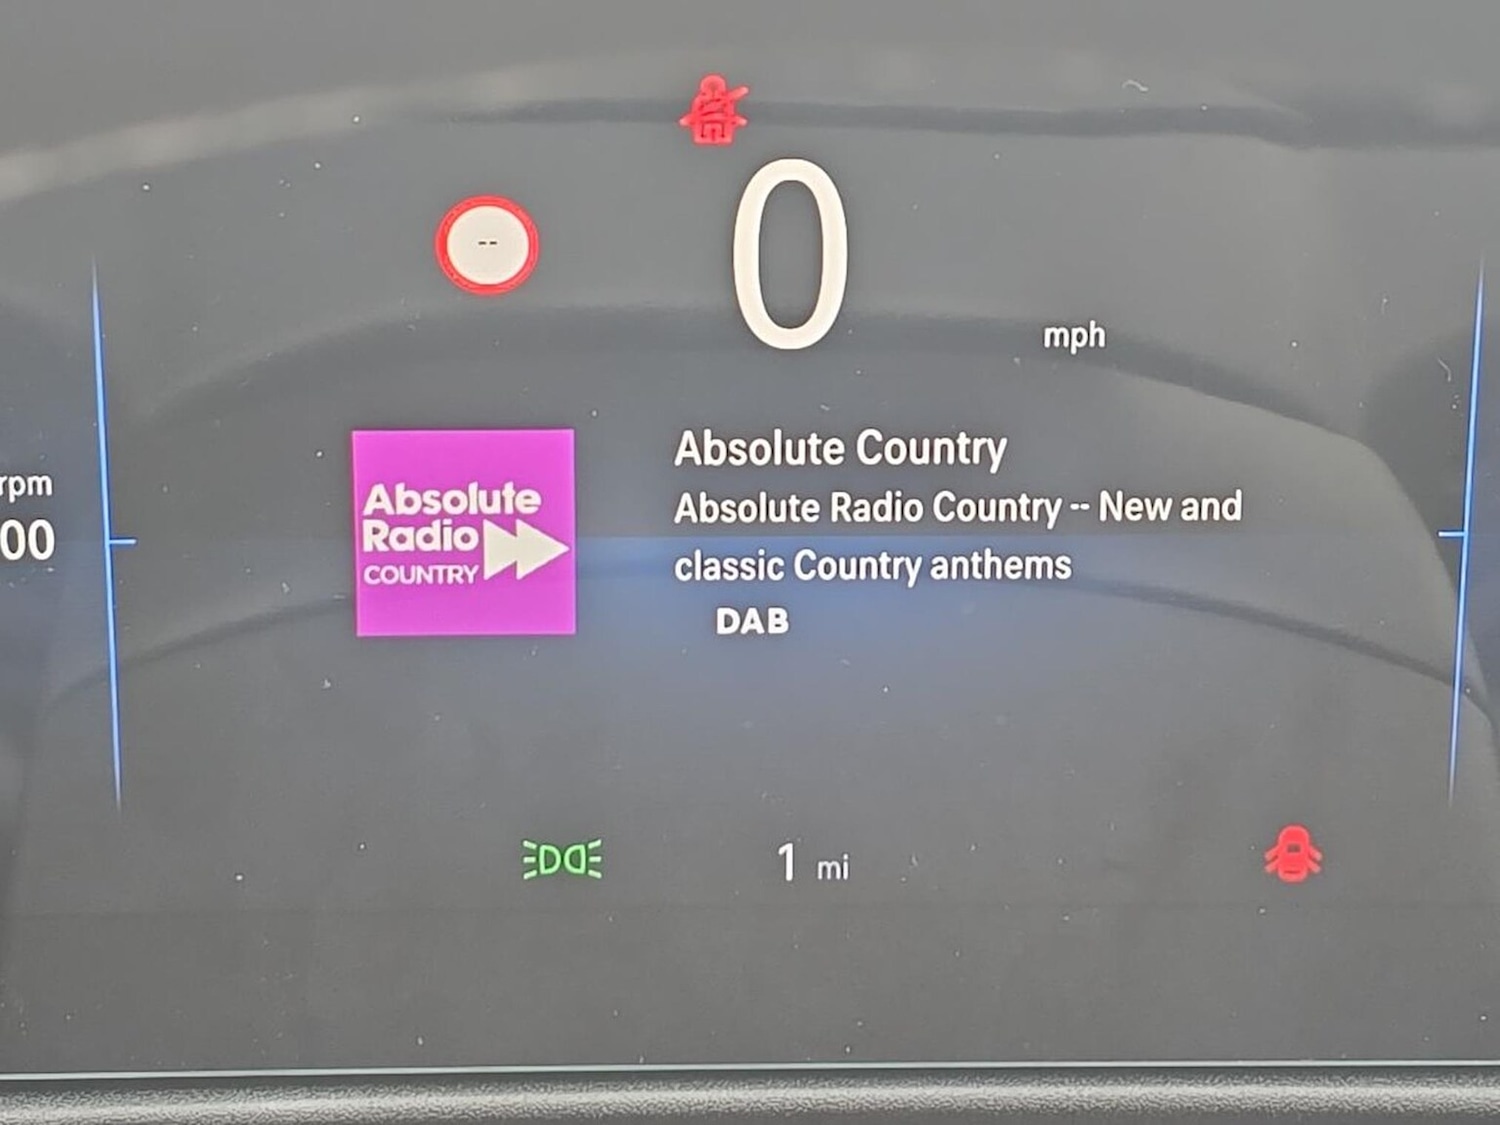 --
0
mph
Absolute Country
Absolute Radio Country -- New and
classic Country anthems
DAB
Absolute
Radio
COUNTRY
rpm
00
1 mi